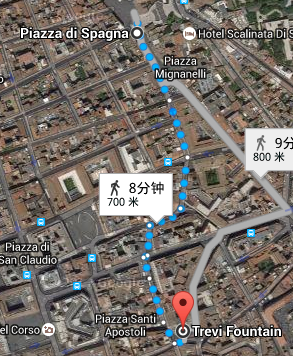 Piazza di Spagna
Hotel Scalinata Di S
Piazza
Mignanelli
9分
800 米
8分钟
700 米
Piazza di
San Claudio
Piazza Santi
Apostoli
el Corso
Trevi Fountain